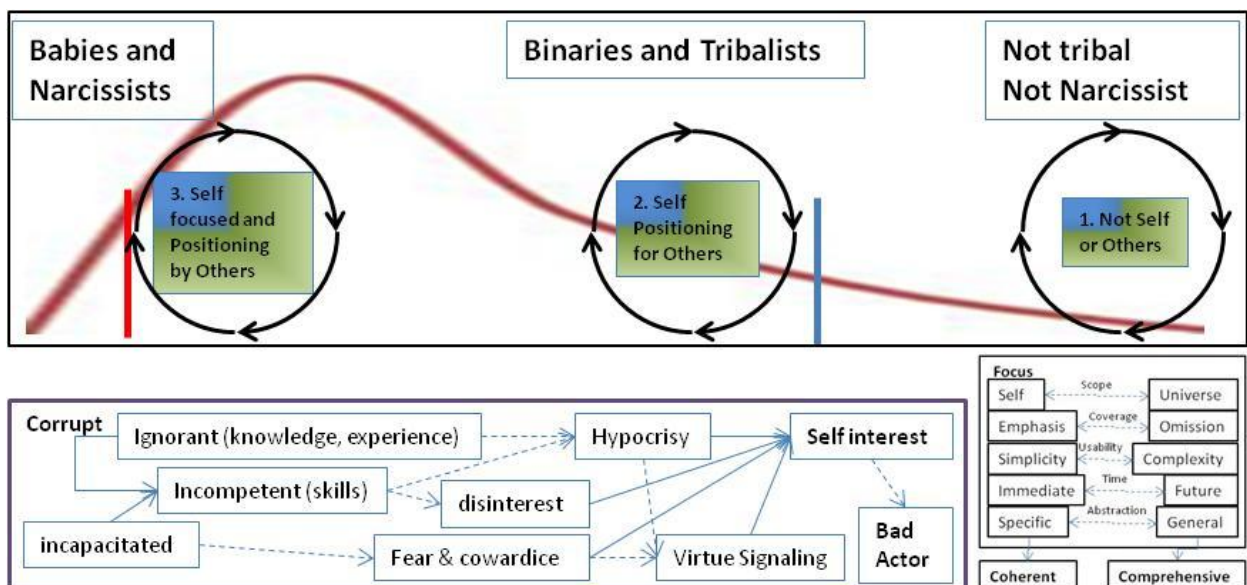 Babies and
Narcissists
Binaries and Tribalists
Not tribal
Not Narcissist
3. Self
focused and
Positioning
by Others
2. Self
Positioning
for Others
1. Not Self
or Others
Corrupt
Ignorant (knowledge, experience)
Hypocrisy
Self interest
Incompetent (skills)
disinterest
incapacitated
Fear & cowardice
Virtue Signaling
Bad
Actor
Focus
Self
Scope
Universe
Emphasis
Coverage
Omission
Simplicity
Usability
Complexity
Immediate
Time
Future
Specific
Abstraction
General
Coherent
Comprehensive